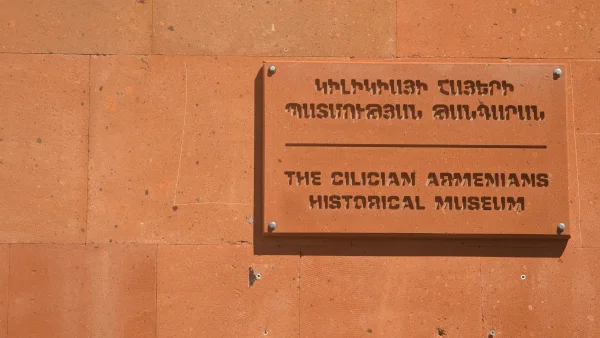 ԿԻԼԻԿԻԱՅԻ ՀԱՅԵՐԻ
ՊԱՏՄՈՒԹՅԱՆ ԹԱՆԳԱՐԱՆ
THE CILICIAN ARMENIANS
HISTORICAL MUSEUM